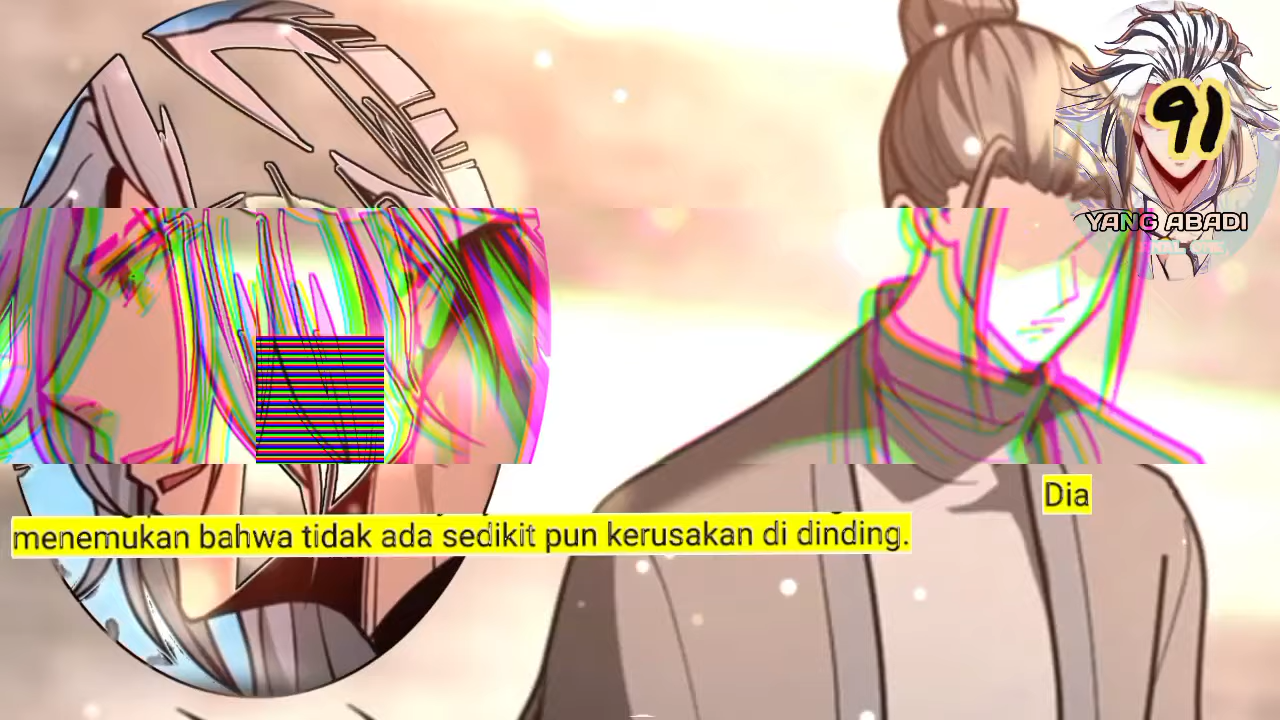 91
YANG ABADI
Dia
menemukan bahwa tidak ada sedikit pun kerusakan di dinding.